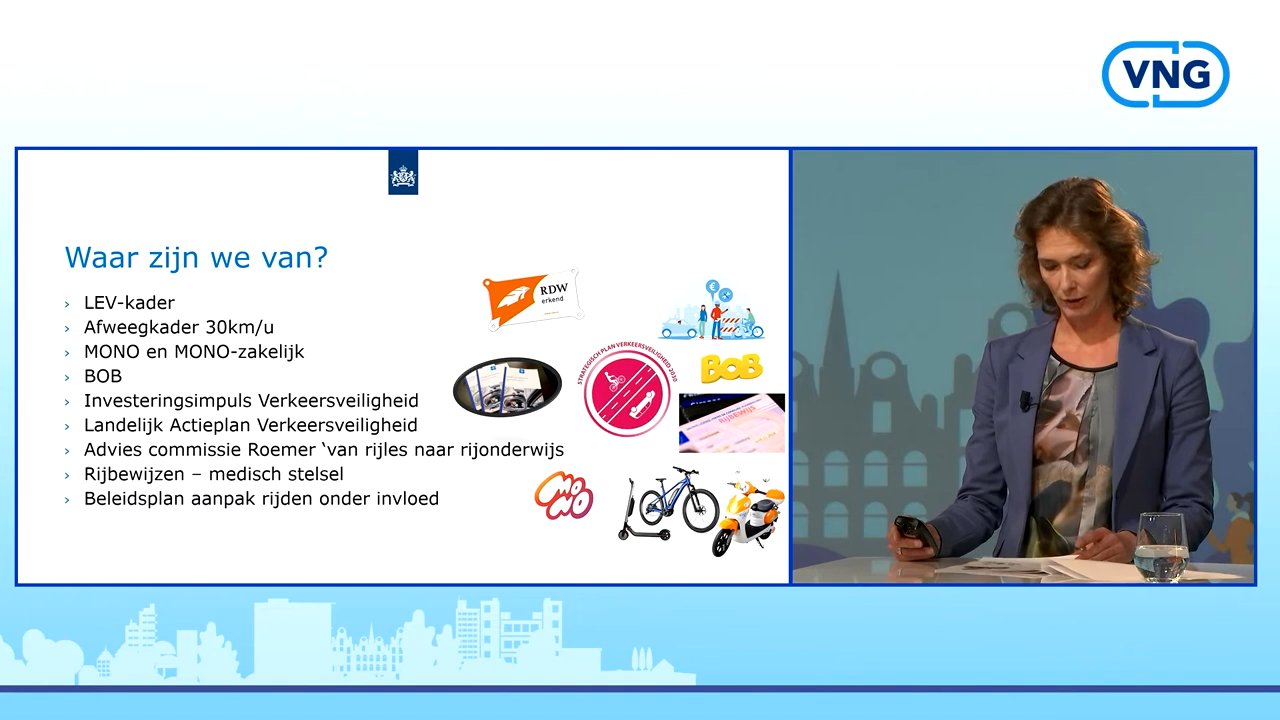 VNG
Waar zijn we van?
› LEV-kader
› Afweegkader 30km/u
› MONO en MONO-zakelijk
› BOB
› Investeringsimpuls Verkeersveiligheid
› Landelijk Actieplan Verkeersveiligheid
› Advies commissie Roemer ‘van rijles naar rijonderwijs
› Rijbewijzen – medisch stelsel
› Beleidsplan aanpak rijden onder invloed
RDW
erkend
€
STRATEGISCH PLAN VERKEERSVEILIGHEID 2030
BOB
RIJBEWIJS
MONO